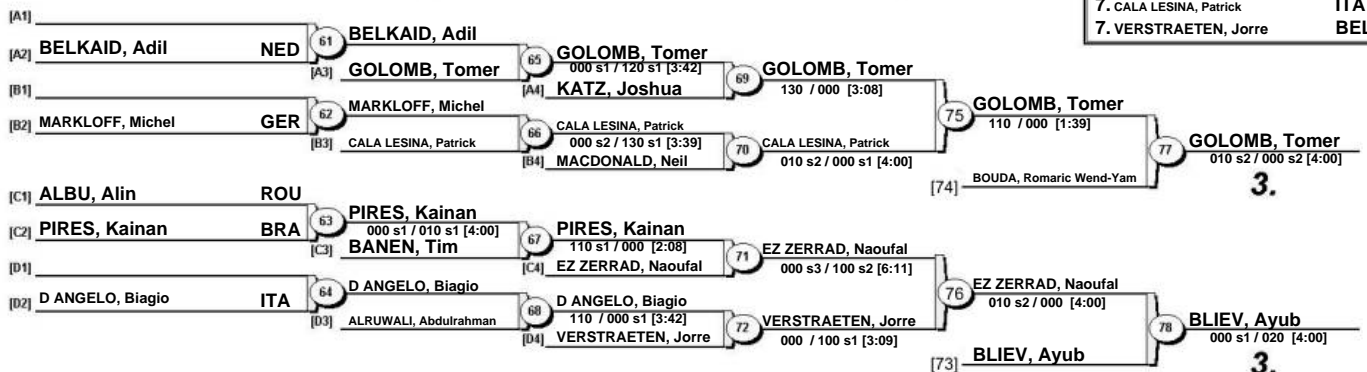 7. CALA LESINA, Patrick ITA
7. VERSTRAETEN, Jorre BEL
[A1]
[A2] BELKAID, Adil NED
61
BELKAID, Adil
[A3] GOLOMB, Tomer
65
GOLOMB, Tomer
000 s1 / 120 s1 [3:42]
[A4] KATZ, Joshua
69
GOLOMB, Tomer
130 / 000 [3:08]
[B1]
[B2] MARKLOFF, Michel GER
62
MARKLOFF, Michel
[B3] CALA LESINA, Patrick
66
CALA LESINA, Patrick
000 s2 / 130 s1 [3:39]
[B4] MACDONALD, Neil
70
CALA LESINA, Patrick
010 s2 / 000 s1 [4:00]
75
GOLOMB, Tomer
110 / 000 [1:39]
[74] BOUDA, Romaric Wend-Yam
77
GOLOMB, Tomer
010 s2 / 000 s2 [4:00]
3.
[C1] ALBU, Alin ROU
[C2] PIRES, Kainan BRA
63
PIRES, Kainan
000 s1 / 010 s1 [4:00]
[C3] BANEN, Tim
67
PIRES, Kainan
110 s1 / 000 [2:08]
[C4] EZ ZERRAD, Naoufal
71
EZ ZERRAD, Naoufal
000 s3 / 100 s2 [6:11]
[D1]
[D2] D ANGELO, Biagio ITA
64
D ANGELO, Biagio
[D3] ALRUWALI, Abdulrahman
68
D ANGELO, Biagio
110 / 000 s1 [3:42]
[D4] VERSTRAETEN, Jorre
72
VERSTRAETEN, Jorre
000 / 100 s1 [3:09]
76
EZ ZERRAD, Naoufal
010 s2 / 000 [4:00]
[73] BLIEV, Ayub
78
BLIEV, Ayub
000 s1 / 020 [4:00]
3.